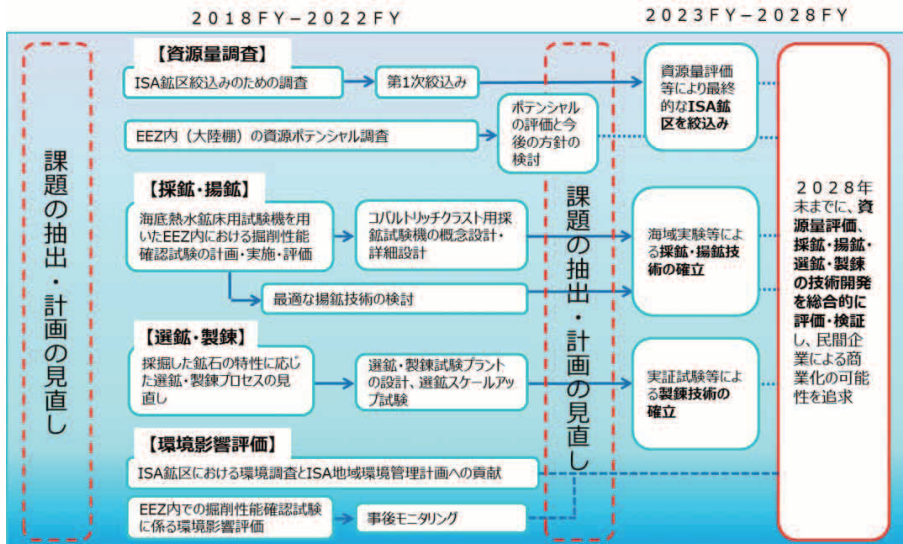 2018FY−2022FY
2023FY−2028FY
課題の抽出・計画の見直し
【資源量調査】
ISA鉱区絞込みのための調査
第1次絞込み
EEZ内（大陸棚）の資源ポテンシャル調査
ポテンシャル
の評価と今
後の方針の
検討
資源量評価
等により最終
的なISA鉱
区を絞込み
【採鉱・揚鉱】
海底熱水鉱床用試験機を用
いたEEZ内における掘削性能
確認試験の計画・実施・評価
コバルトリッチクラスト用採
鉱試験機の概念設計・
詳細設計
最適な揚鉱技術の検討
海域実験等によ
る採鉱・揚鉱技
術の確立
【選鉱・製錬】
採掘した鉱石の特性に応じ
た選鉱・製錬プロセスの見
直し
選鉱・製錬試験プラント
の設計、選鉱スケールアッ
プ試験
実証試験等によ
る製錬技術の
確立
【環境影響評価】
ISA鉱区における環境調査とISA地域環境管理計画への貢献
EEZ内での掘削性能確認試験
に係る環境影響評価
事後モニタリング
課題の抽出・計画の見直し
２０２８年
末までに、資
源量評価、
採鉱・揚鉱・
選鉱・製錬
の技術開発
を総合的に
評価・検証
し、民間企
業による商
業化の可能
性を追求